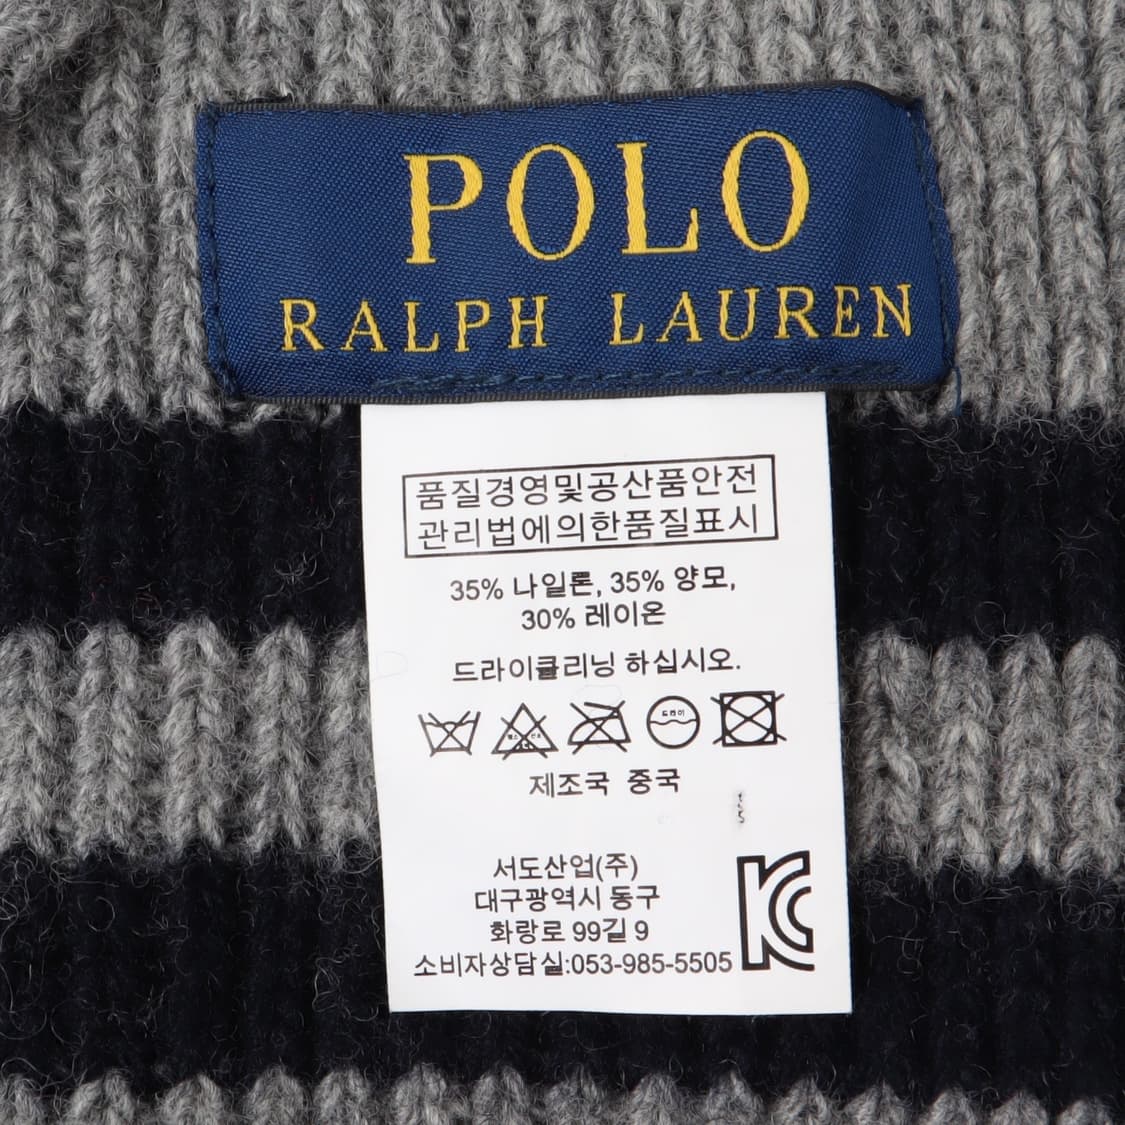 POLO
RALPH LAUREN
품질경영및공산품안전
관리법에의한품질표시
35% 나일론, 35% 양모,
30% 레이온
드라이클리닝 하십시오.
드라이
제조국 중국
서도산업(주)
대구광역시 동구
화랑로 99길 9
소비자상담실:053-985-5505